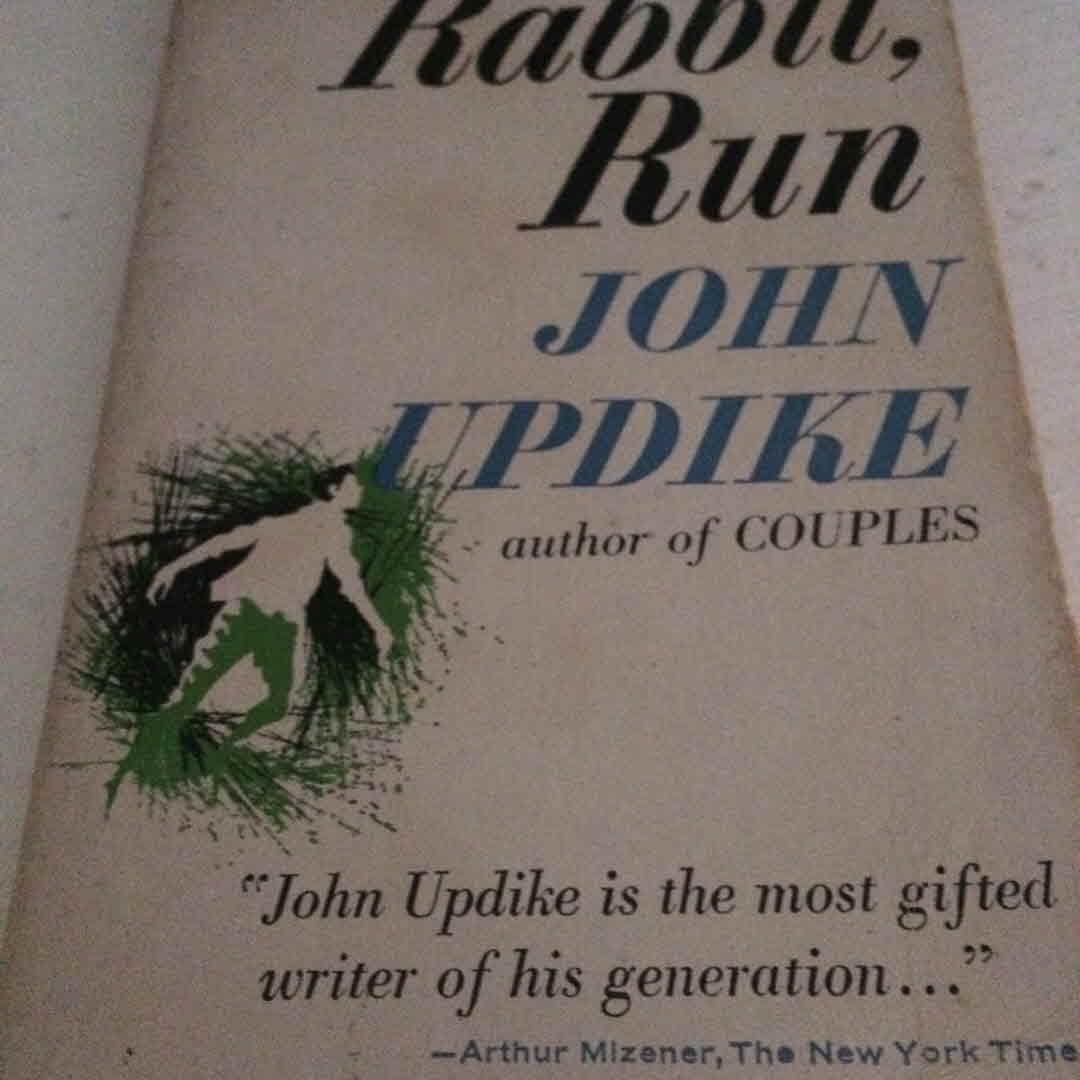 Rabbit,
Run
JOHN
UPDIKE
author of COUPLES
"John Updike is the most gifted
writer of his generation..."
—Arthur Mizener, The New York Time